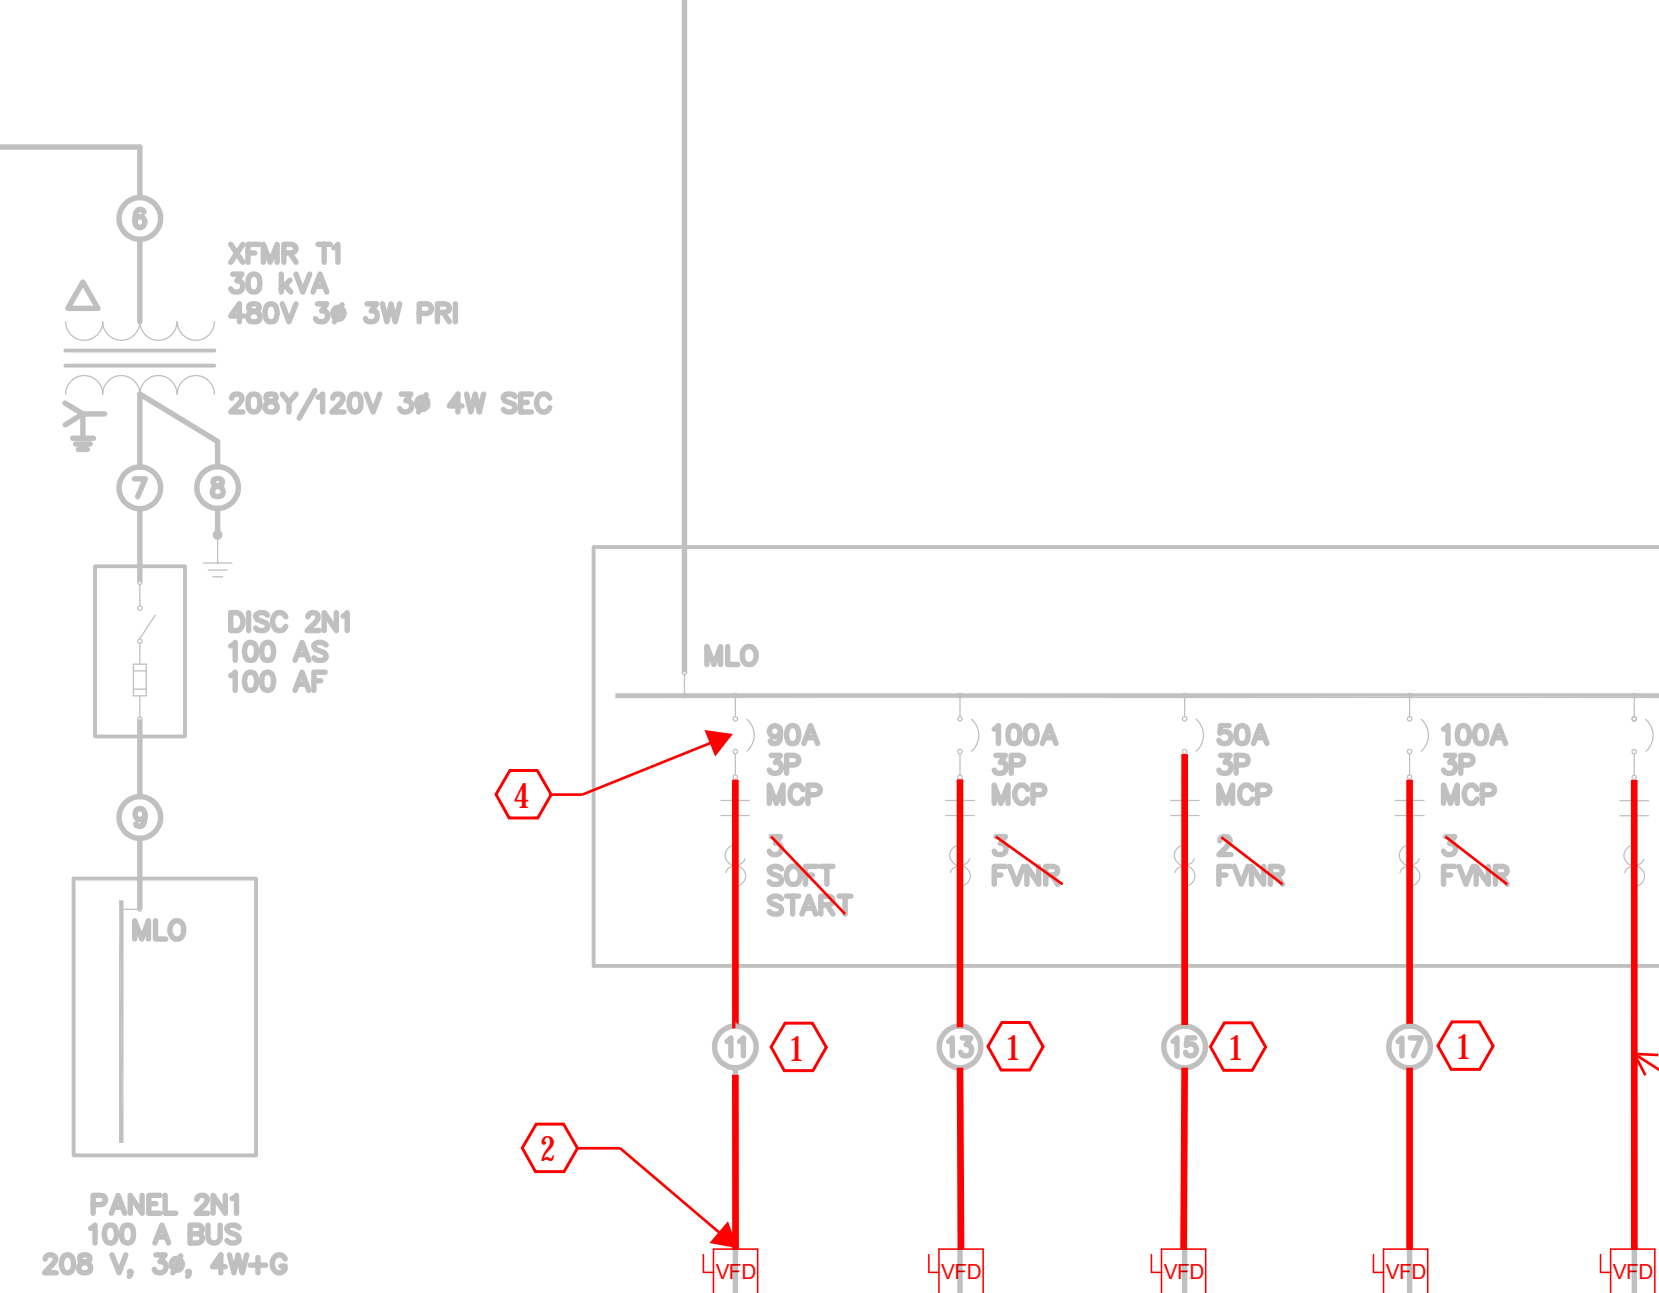 6
XFMR T1
30 kVA
480V 3ø 3W PRI
208Y/120V 3ø 4W SEC
7
8
DISC 2N1
100 AS
100 AF
9
MLO
PANEL 2N1
100 A BUS
208 V, 3ø, 4W+G
MLO
90A
3P
MCP
3
SOFT
START
100A
3P
MCP
3
FVNR
50A
3P
MCP
2
FVNR
100A
3P
MCP
3
FVNR
4
11
1
13
1
15
1
17
1
2
VFD
VFD
VFD
VFD
VFD